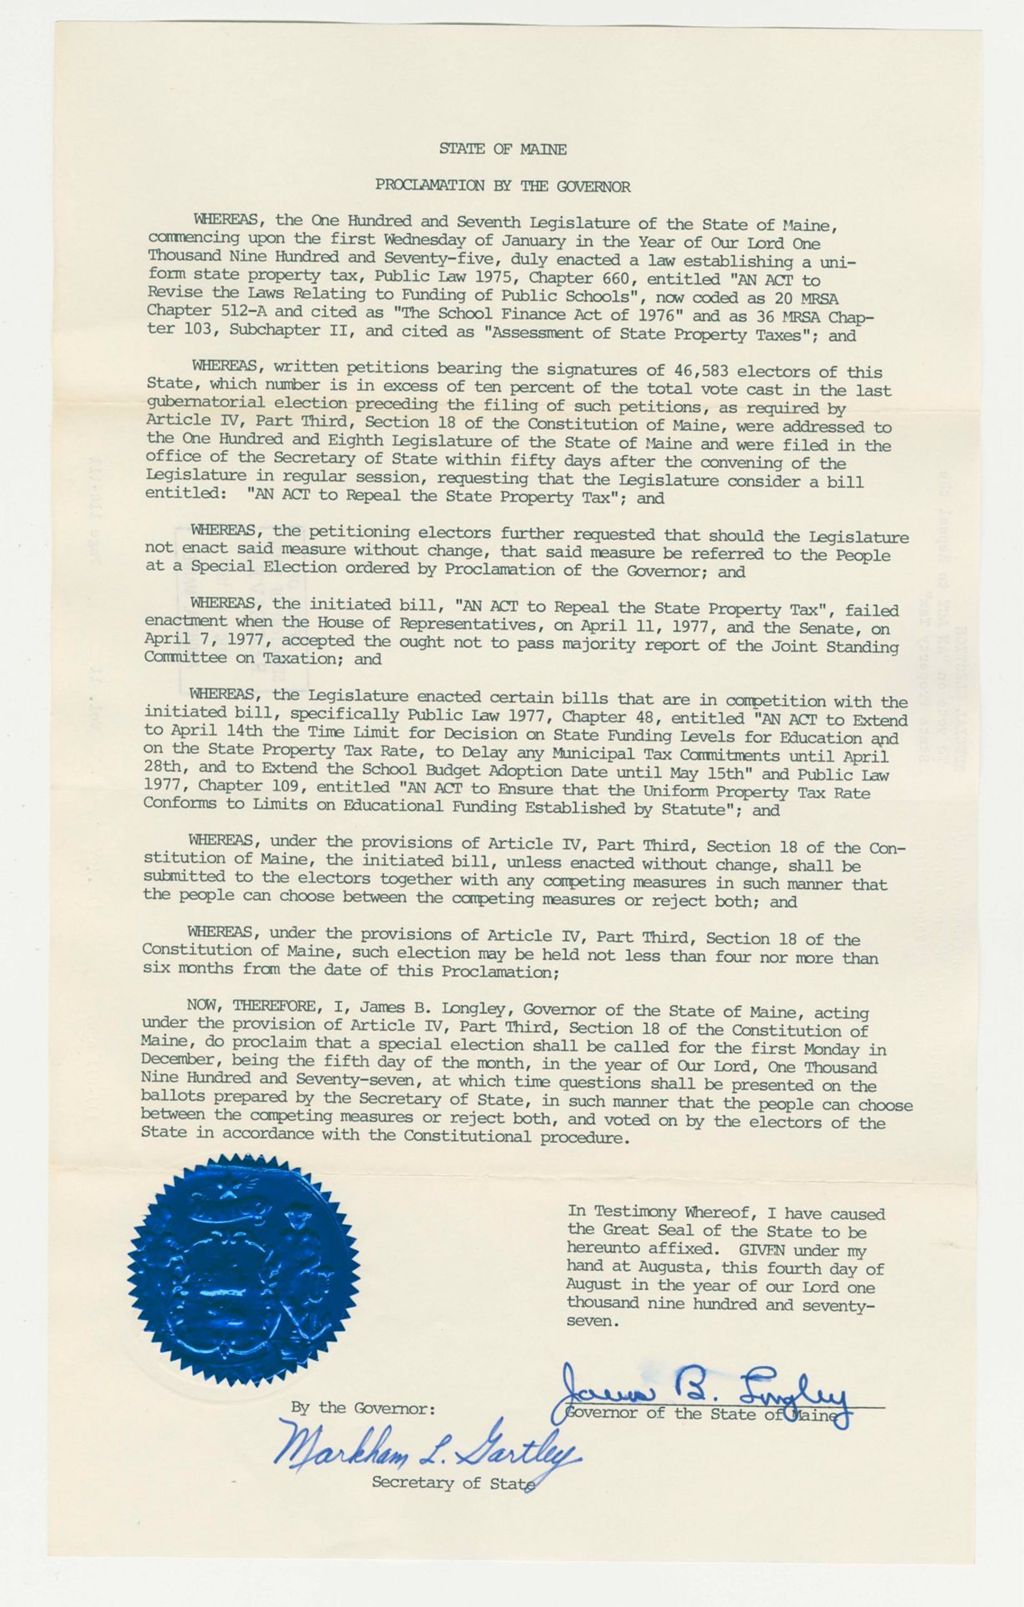 STATE OF MAINE
PROCLAMATION BY THE GOVERNOR
WHEREAS, the One Hundred and Seventh Legislature of the State of Maine,
commencing upon the first Wednesday of January in the Year of Our Lord One
Thousand Nine Hundred and Seventy-five, duly enacted a law establishing a uni-
form state property tax, Public Law 1975, Chapter 660, entitled "AN ACT to
Revise the Laws Relating to Funding of Public Schools", now coded as 20 MRSA
Chapter 512-A and cited as "The School Finance Act of 1976" and as 36 MRSA Chap-
ter 103, Subchapter II, and cited as "Assessment of State Property Taxes"; and
WHEREAS, written petitions bearing the signatures of 46,583 electors of this
State, which number is in excess of ten percent of the total vote cast in the last
gubernatorial election preceding the filing of such petitions, as required by
Article IV, Part Third, Section 18 of the Constitution of Maine, were addressed to
the One Hundred and Eighth Legislature of the State of Maine and were filed in the
office of the Secretary of State within fifty days after the convening of the
Legislature in regular session, requesting that the Legislature consider a bill
entitled: "AN ACT to Repeal the State Property Tax"; and
WHEREAS, the petitioning electors further requested that should the Legislature
not enact said measure without change, that said measure be referred to the People
at a Special Election ordered by Proclamation of the Governor; and
WHEREAS, the initiated bill, "AN ACT to Repeal the State Property Tax", failed
enactment when the House of Representatives, on April 11, 1977, and the Senate, on
April 7, 1977, accepted the ought not to pass majority report of the Joint Standing
Committee on Taxation; and
WHEREAS, the Legislature enacted certain bills that are in competition with the
initiated bill, specifically Public Law 1977, Chapter 48, entitled "AN ACT to Extend
to April 14th the Time Limit for Decision on State Funding Levels for Education and
on the State Property Tax Rate, to Delay any Municipal Tax Commitments until April
28th, and to Extend the School Budget Adoption Date until May 15th" and Public Law
1977, Chapter 109, entitled "AN ACT to Ensure that the Uniform Property Tax Rate
Conforms to Limits on Educational Funding Established by Statute"; and
WHEREAS, under the provisions of Article IV, Part Third, Section 18 of the Con-
stitution of Maine, the initiated bill, unless enacted without change, shall be
submitted to the electors together with any competing measures in such manner that
the people can choose between the competing measures or reject both; and
WHEREAS, under the provisions of Article IV, Part Third, Section 18 of the
Constitution of Maine, such election may be held not less than four nor more than
six months from the date of this Proclamation;
NOW, THEREFORE, I, James B. Longley, Governor of the State of Maine, acting
under the provision of Article IV, Part Third, Section 18 of the Constitution of
Maine, do proclaim that a special election shall be called for the first Monday in
December, being the fifth day of the month, in the year of Our Lord, One Thousand
Nine Hundred and Seventy-seven, at which time questions shall be presented on the
ballots prepared by the Secretary of State, in such manner that the people can choose
between the competing measures or reject both, and voted on by the electors of the
State in accordance with the Constitutional procedure.
In Testimony Whereof, I have caused
the Great Seal of the State to be
hereunto affixed. GIVEN under my
hand at Augusta, this fourth day of
August in the year of our Lord one
thousand nine hundred and seventy-
seven.
James B. Longley
Governor of the State of Maine
By the Governor:
Markham L. Gartley
Secretary of State